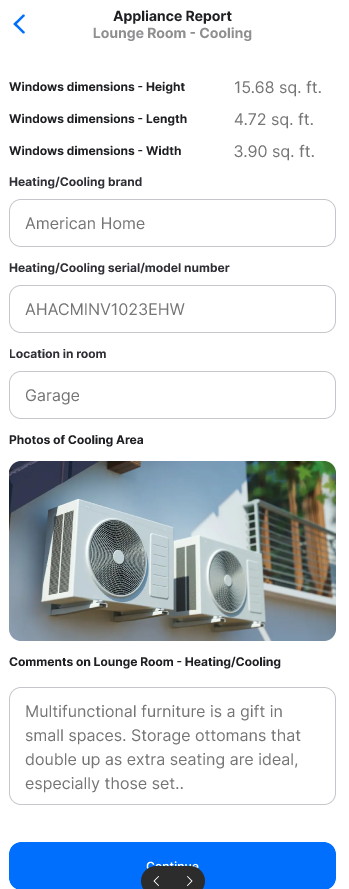 Appliance Report
Lounge Room - Cooling
Windows dimensions - Height 15.68 sq. ft.
Windows dimensions - Length 4.72 sq. ft.
Windows dimensions - Width 3.90 sq. ft.
Heating/Cooling brand
American Home
Heating/Cooling serial/model number
AHACMINV1023EHW
Location in room
Garage
Photos of Cooling Area
Comments on Lounge Room - Heating/Cooling
Multifunctional furniture is a gift in
small spaces. Storage ottomans that
double up as extra seating are ideal,
especially those set..
Continue